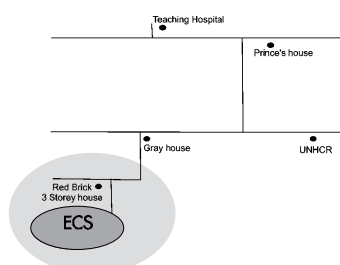 Teaching Hospital
Prince's house
Gray house
UNHCR
Red Brick
3 Storey house
ECS